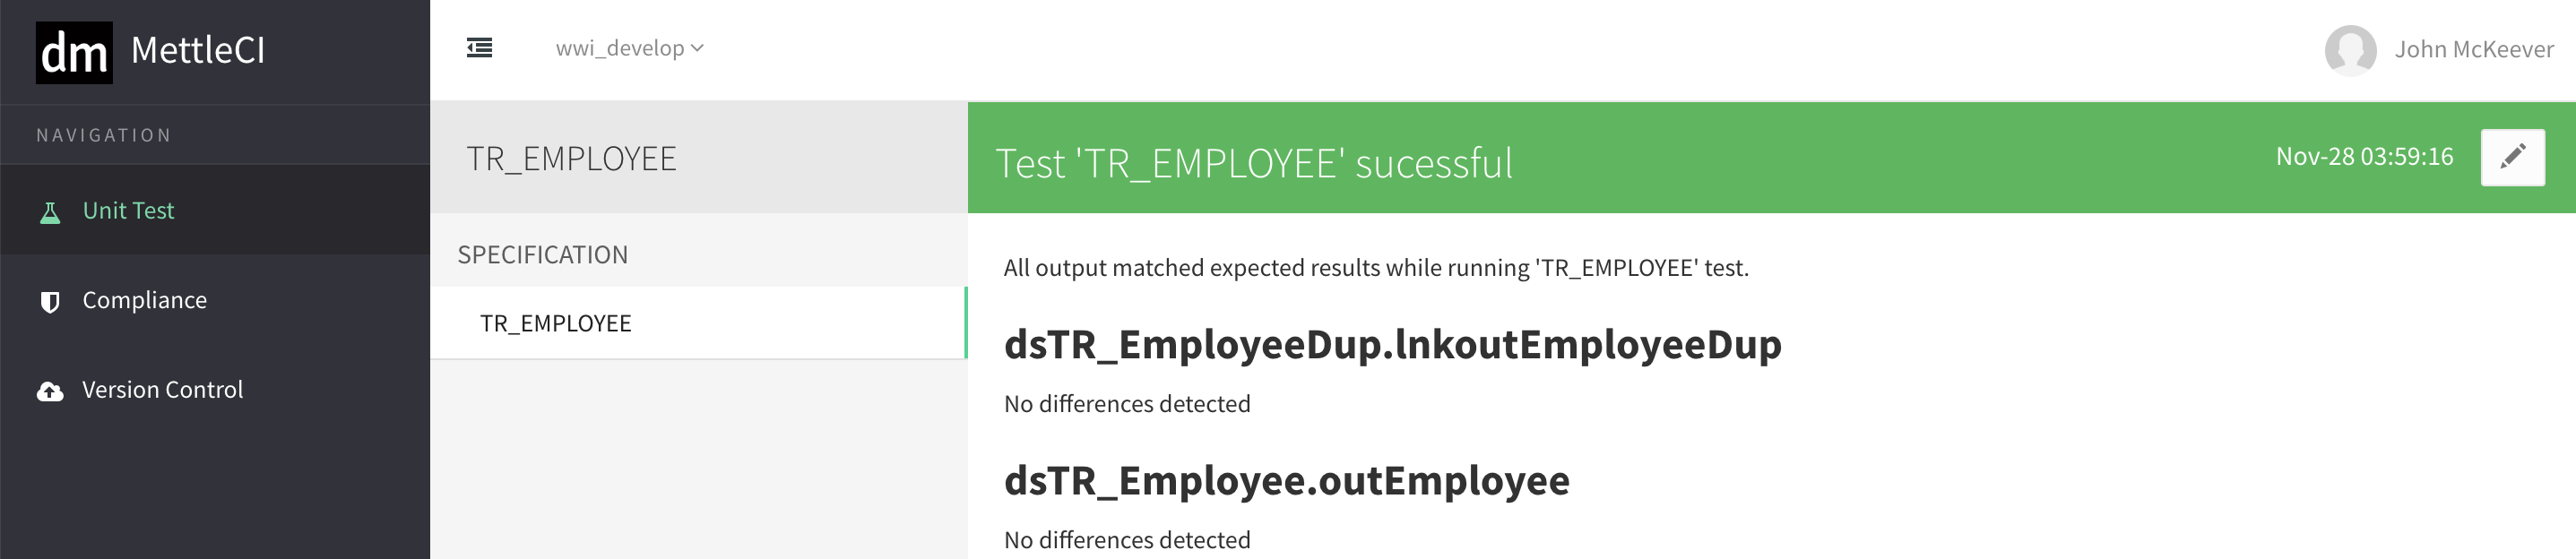 dm MettleCI
wwi_develop
John McKeever
NAVIGATION
Unit Test
Compliance
Version Control
TR_EMPLOYEE
SPECIFICATION
TR_EMPLOYEE
Test 'TR_EMPLOYEE' sucessful
Nov-28 03:59:16
All output matched expected results while running 'TR_EMPLOYEE' test.
dsTR_EmployeeDup.lnkoutEmployeeDup
No differences detected
dsTR_Employee.outEmployee
No differences detected